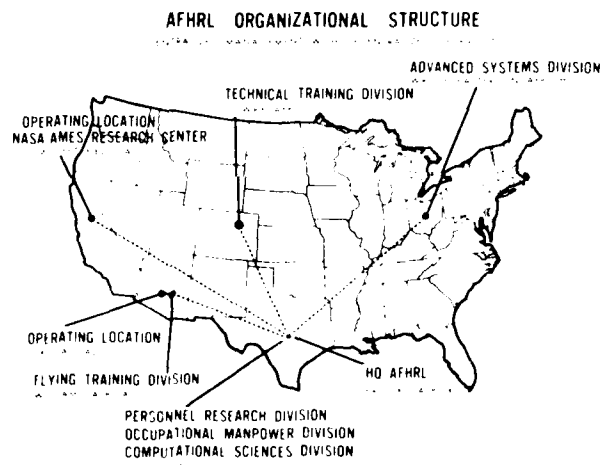 AFHRL ORGANIZATIONAL STRUCTURE
ADVANCED SYSTEMS DIVISION
TECHNICAL TRAINING DIVISION
OPERATING LOCATION
NASA AMES RESEARCH CENTER
OPERATING LOCATION
FLYING TRAINING DIVISION
HQ AFHRL
PERSONNEL RESEARCH DIVISION
OCCUPATIONAL MANPOWER DIVISION
COMPUTATIONAL SCIENCES DIVISION